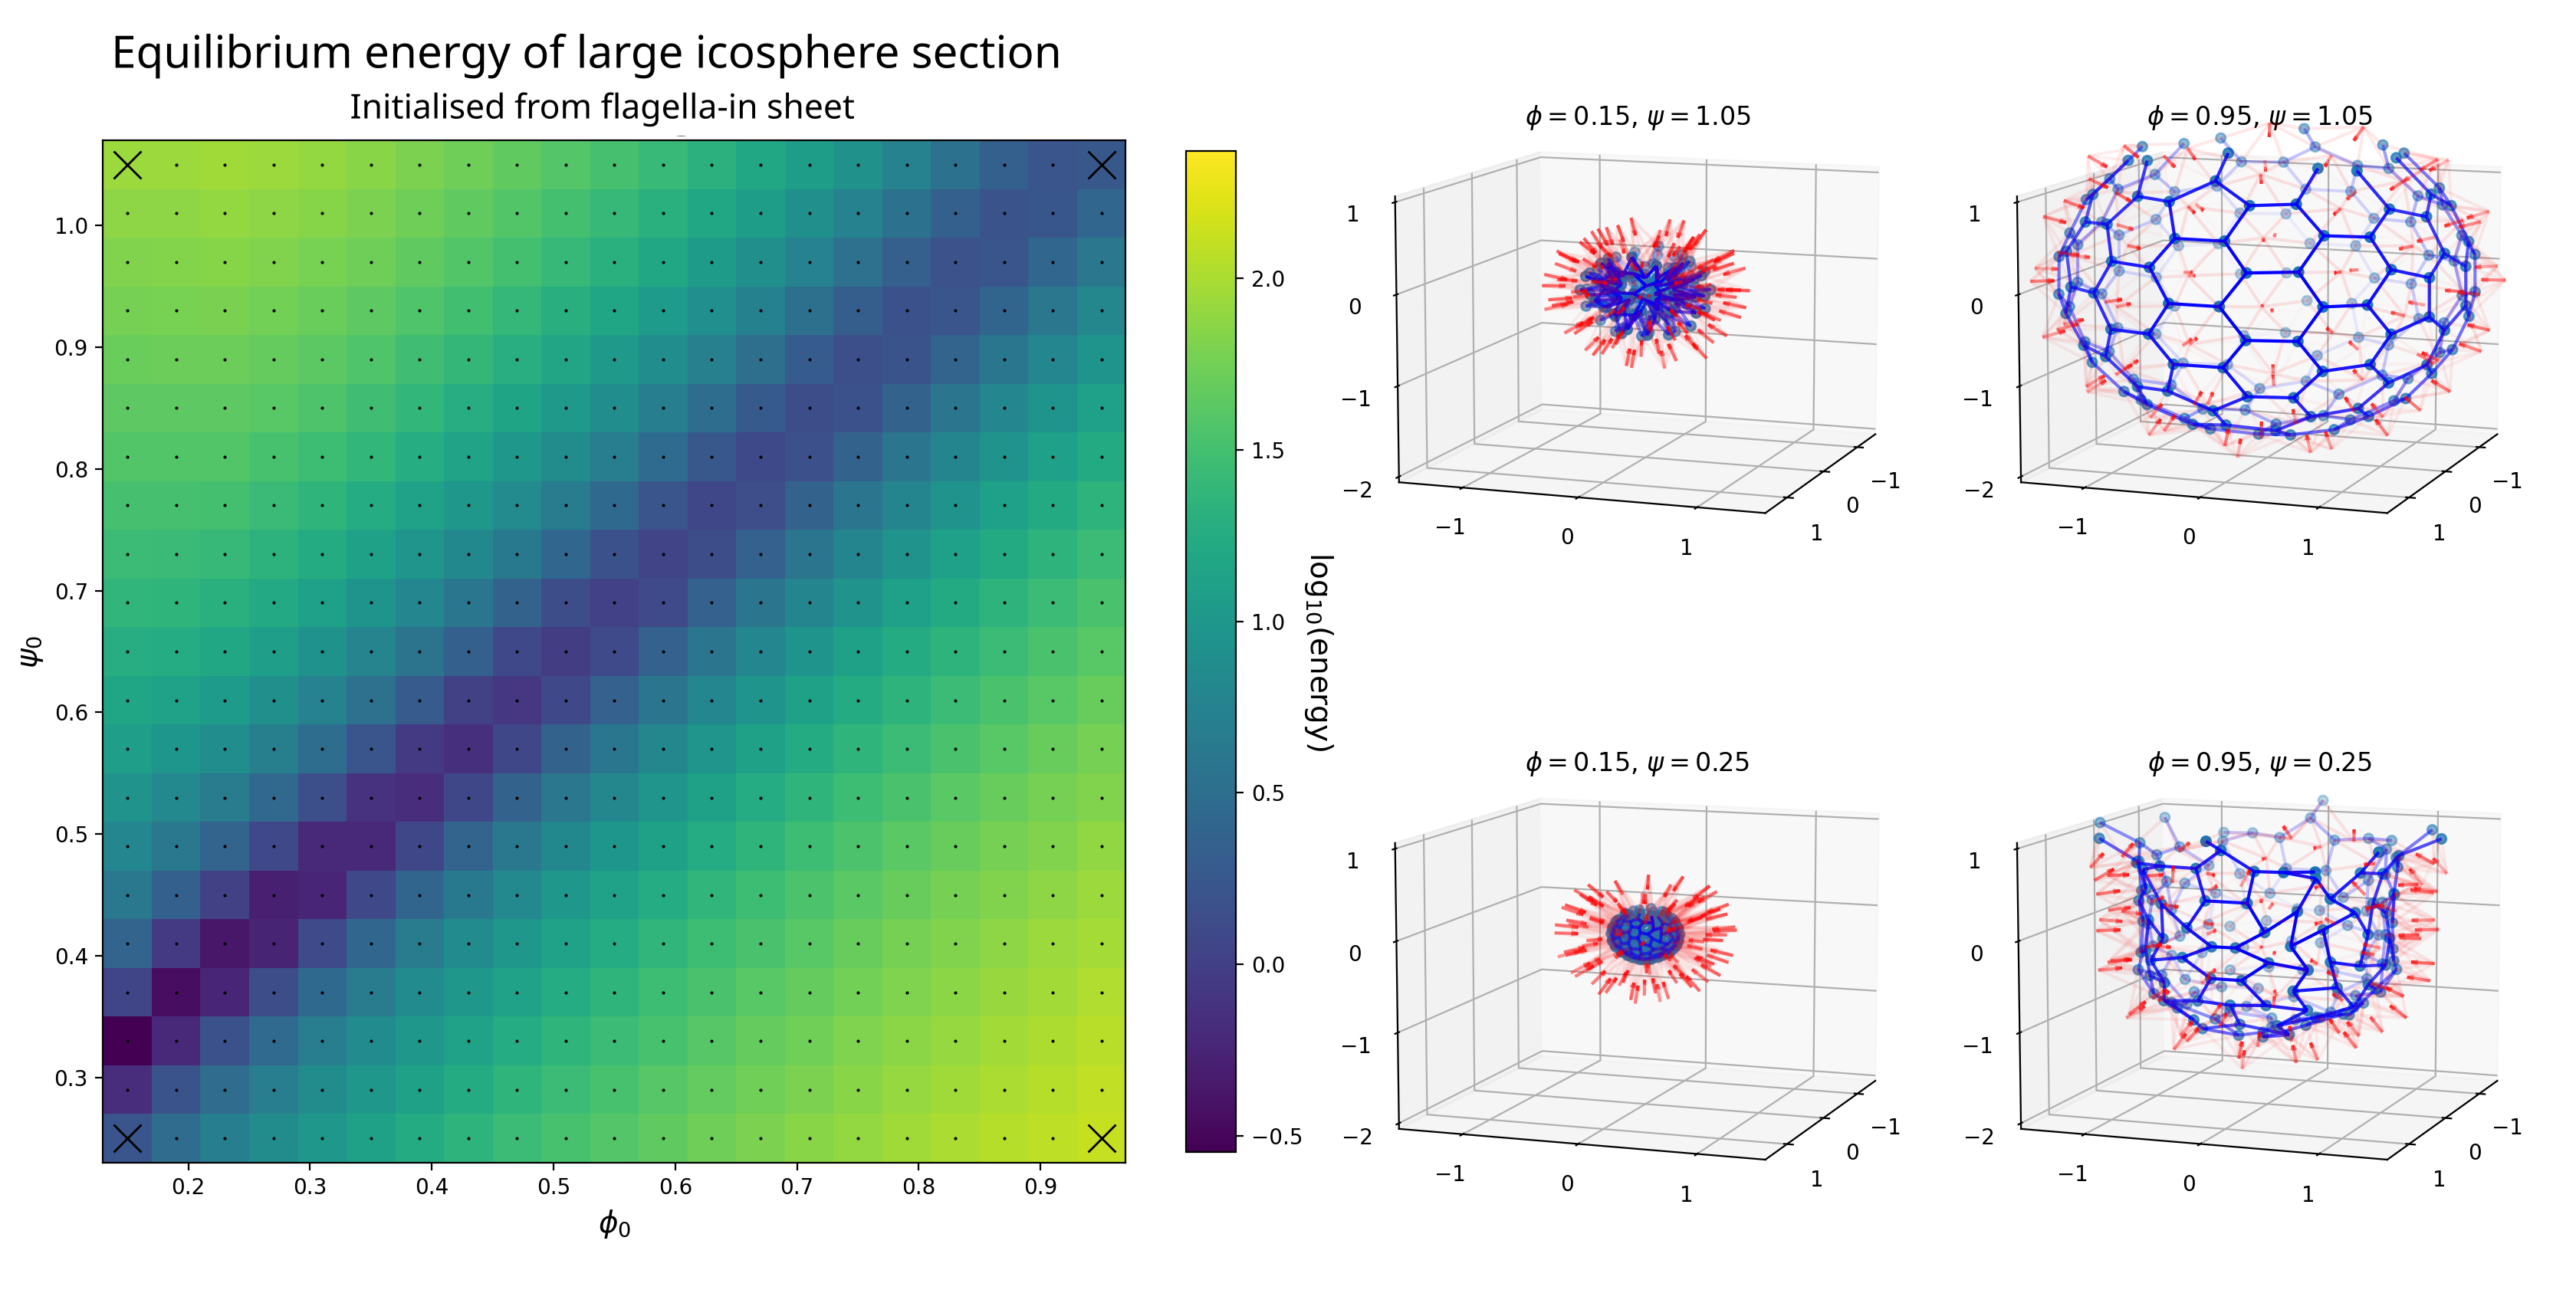 Equilibrium energy of large icosphere section
Initialised from flagella-in sheet
1.0
0.9
0.8
0.7
0.6
0.5
0.4
0.3
ψ₀
0.2 0.3 0.4 0.5 0.6 0.7 0.8 0.9
ϕ₀
2.0
1.5
1.0
0.5
0.0
−0.5
log₁₀(energy)
ϕ = 0.15, ψ = 1.05
1
0
−1
−2
−1 0 1
1 0 −1
ϕ = 0.95, ψ = 1.05
1
0
−1
−2
−1 0 1
1 0 −1
ϕ = 0.15, ψ = 0.25
1
0
−1
−2
−1 0 1
1 0 −1
ϕ = 0.95, ψ = 0.25
1
0
−1
−2
−1 0 1
1 0 −1